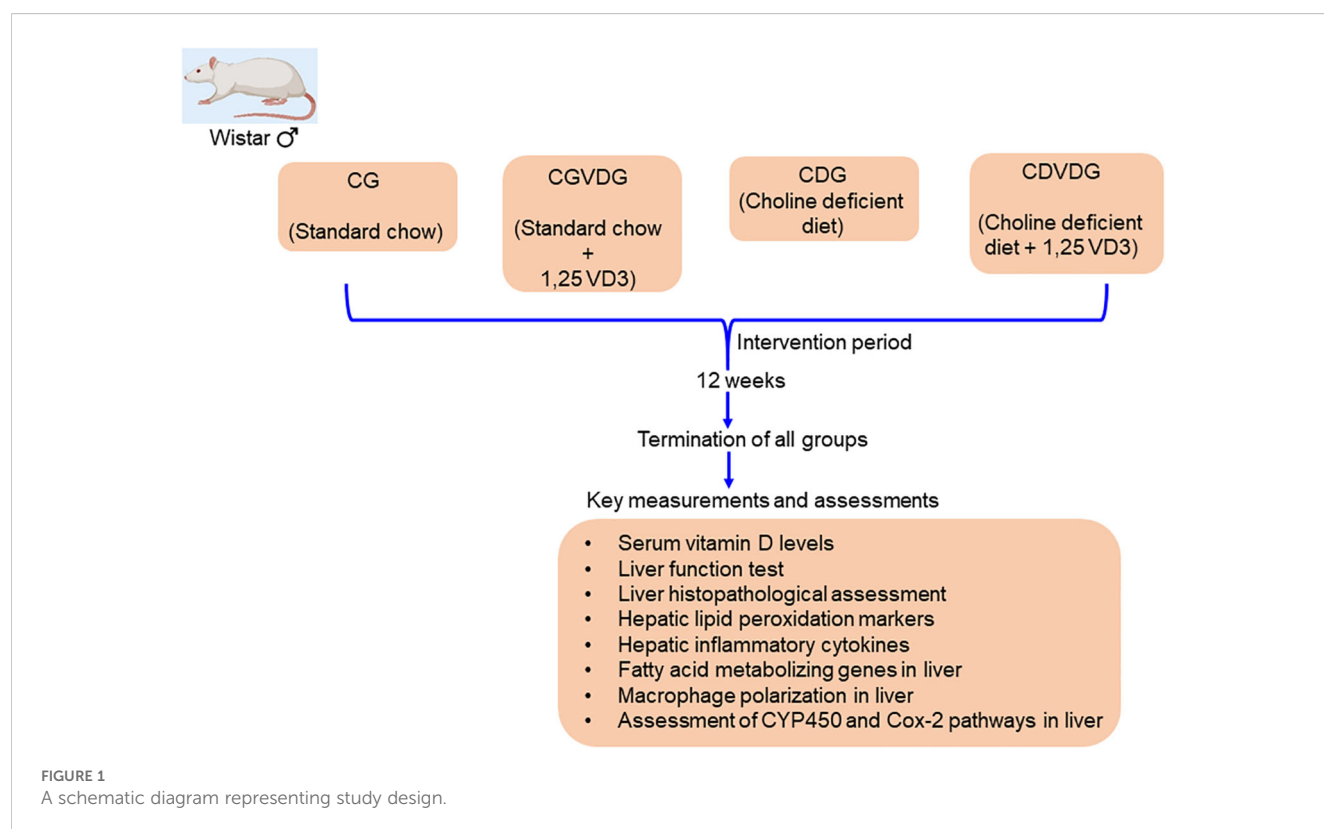 Wistar ♂
CG
(Standard chow)
CGVDG
(Standard chow
+
1,25 VD3)
CDG
(Choline deficient
diet)
CDVDG
(Choline deficient
diet + 1,25 VD3)
Intervention period
12 weeks
Termination of all groups
Key measurements and assessments
• Serum vitamin D levels
• Liver function test
• Liver histopathological assessment
• Hepatic lipid peroxidation markers
• Hepatic inflammatory cytokines
• Fatty acid metabolizing genes in liver
• Macrophage polarization in liver
• Assessment of CYP450 and Cox-2 pathways in liver
FIGURE 1
A schematic diagram representing study design.